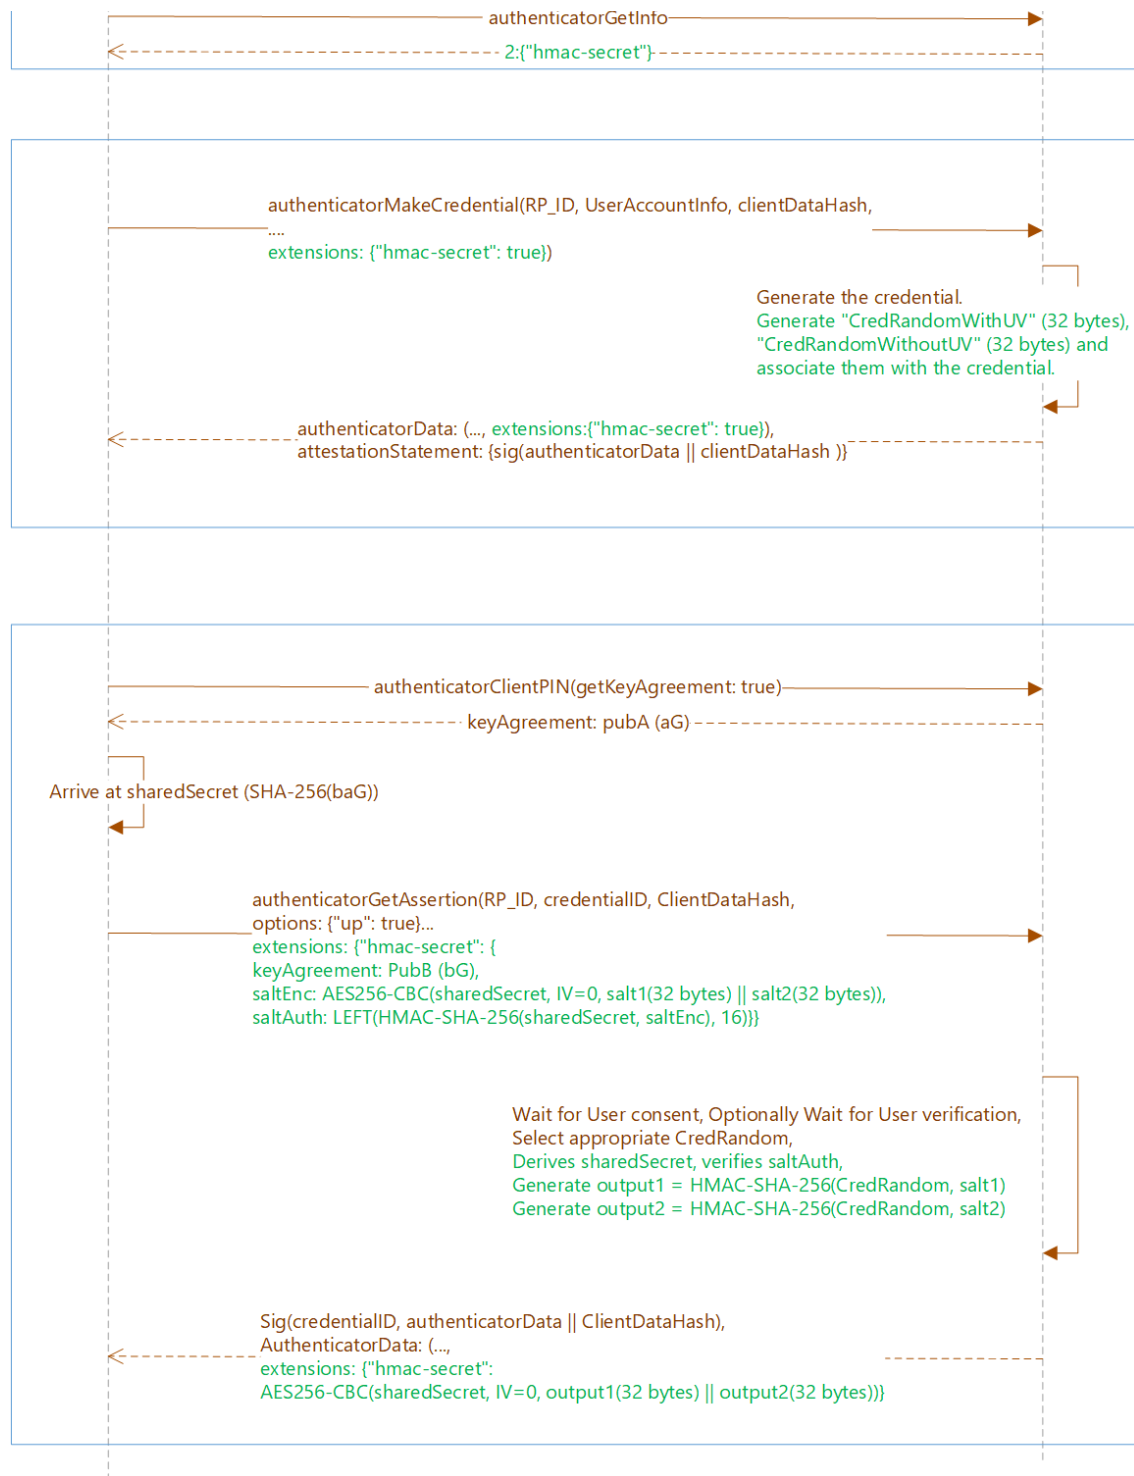 authenticatorGetInfo
2:{"hmac-secret"}
authenticatorMakeCredential(RP_ID, UserAccountInfo, clientDataHash,
....
extensions: {"hmac-secret": true})
Generate the credential.
Generate "CredRandomWithUV" (32 bytes),
"CredRandomWithoutUV" (32 bytes) and
associate them with the credential.
authenticatorData: (..., extensions:{"hmac-secret": true}),
attestationStatement: {sig(authenticatorData || clientDataHash )}
authenticatorClientPIN(getKeyAgreement: true)
keyAgreement: pubA (aG)
Arrive at sharedSecret (SHA-256(baG))
authenticatorGetAssertion(RP_ID, credentialID, ClientDataHash,
options: {"up": true}...
extensions: {"hmac-secret": {
keyAgreement: PubB (bG),
saltEnc: AES256-CBC(sharedSecret, IV=0, salt1(32 bytes) || salt2(32 bytes)),
saltAuth: LEFT(HMAC-SHA-256(sharedSecret, saltEnc), 16)}}
Wait for User consent, Optionally Wait for User verification,
Select appropriate CredRandom,
Derives sharedSecret, verifies saltAuth,
Generate output1 = HMAC-SHA-256(CredRandom, salt1)
Generate output2 = HMAC-SHA-256(CredRandom, salt2)
Sig(credentialID, authenticatorData || ClientDataHash),
AuthenticatorData: (...,
extensions: {"hmac-secret":
AES256-CBC(sharedSecret, IV=0, output1(32 bytes) || output2(32 bytes))}